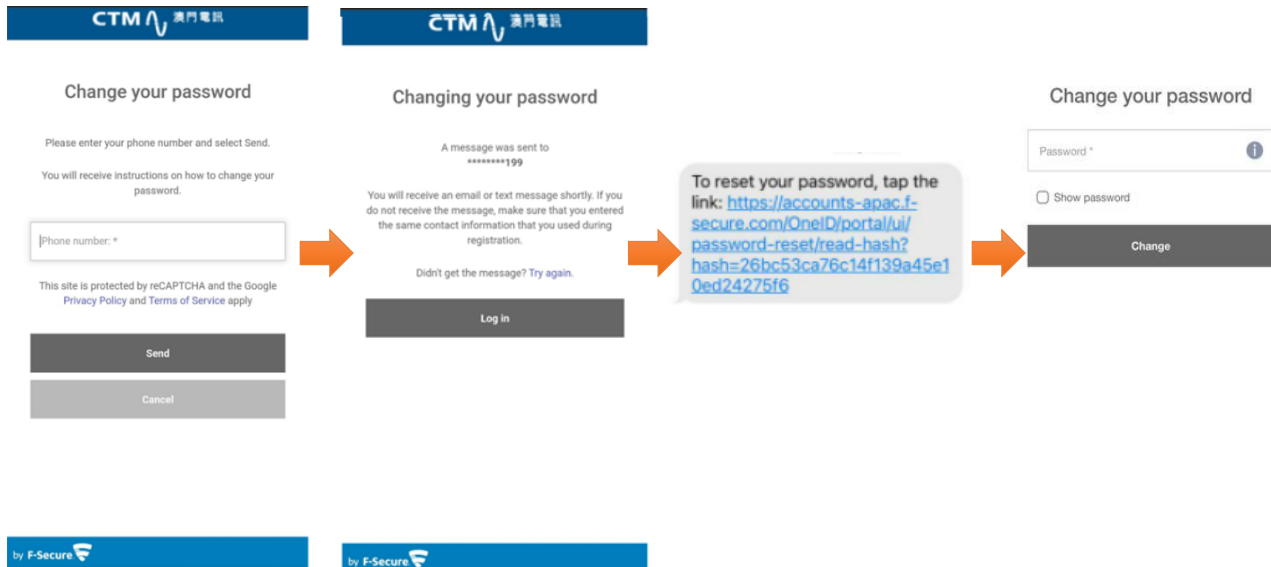 CTM 澳門電訊
Change your password
Please enter your phone number and select Send.
You will receive instructions on how to change your
password.
Phone number: *
This site is protected by reCAPTCHA and the Google
Privacy Policy and Terms of Service apply
Send
Cancel
by F-Secure
CTM 澳門電訊
Changing your password
A message was sent to
********199
You will receive an email or text message shortly. If you
do not receive the message, make sure that you entered
the same contact information that you used during
registration.
Didn't get the message? Try again.
Log in
by F-Secure
To reset your password, tap the
link: https://accounts-apac.f-
secure.com/OneID/portal/ui/
password-reset/read-hash?
hash=26bc53ca76c14f139a45e1
0ed24275f6
Change your password
Password *
Show password
Change